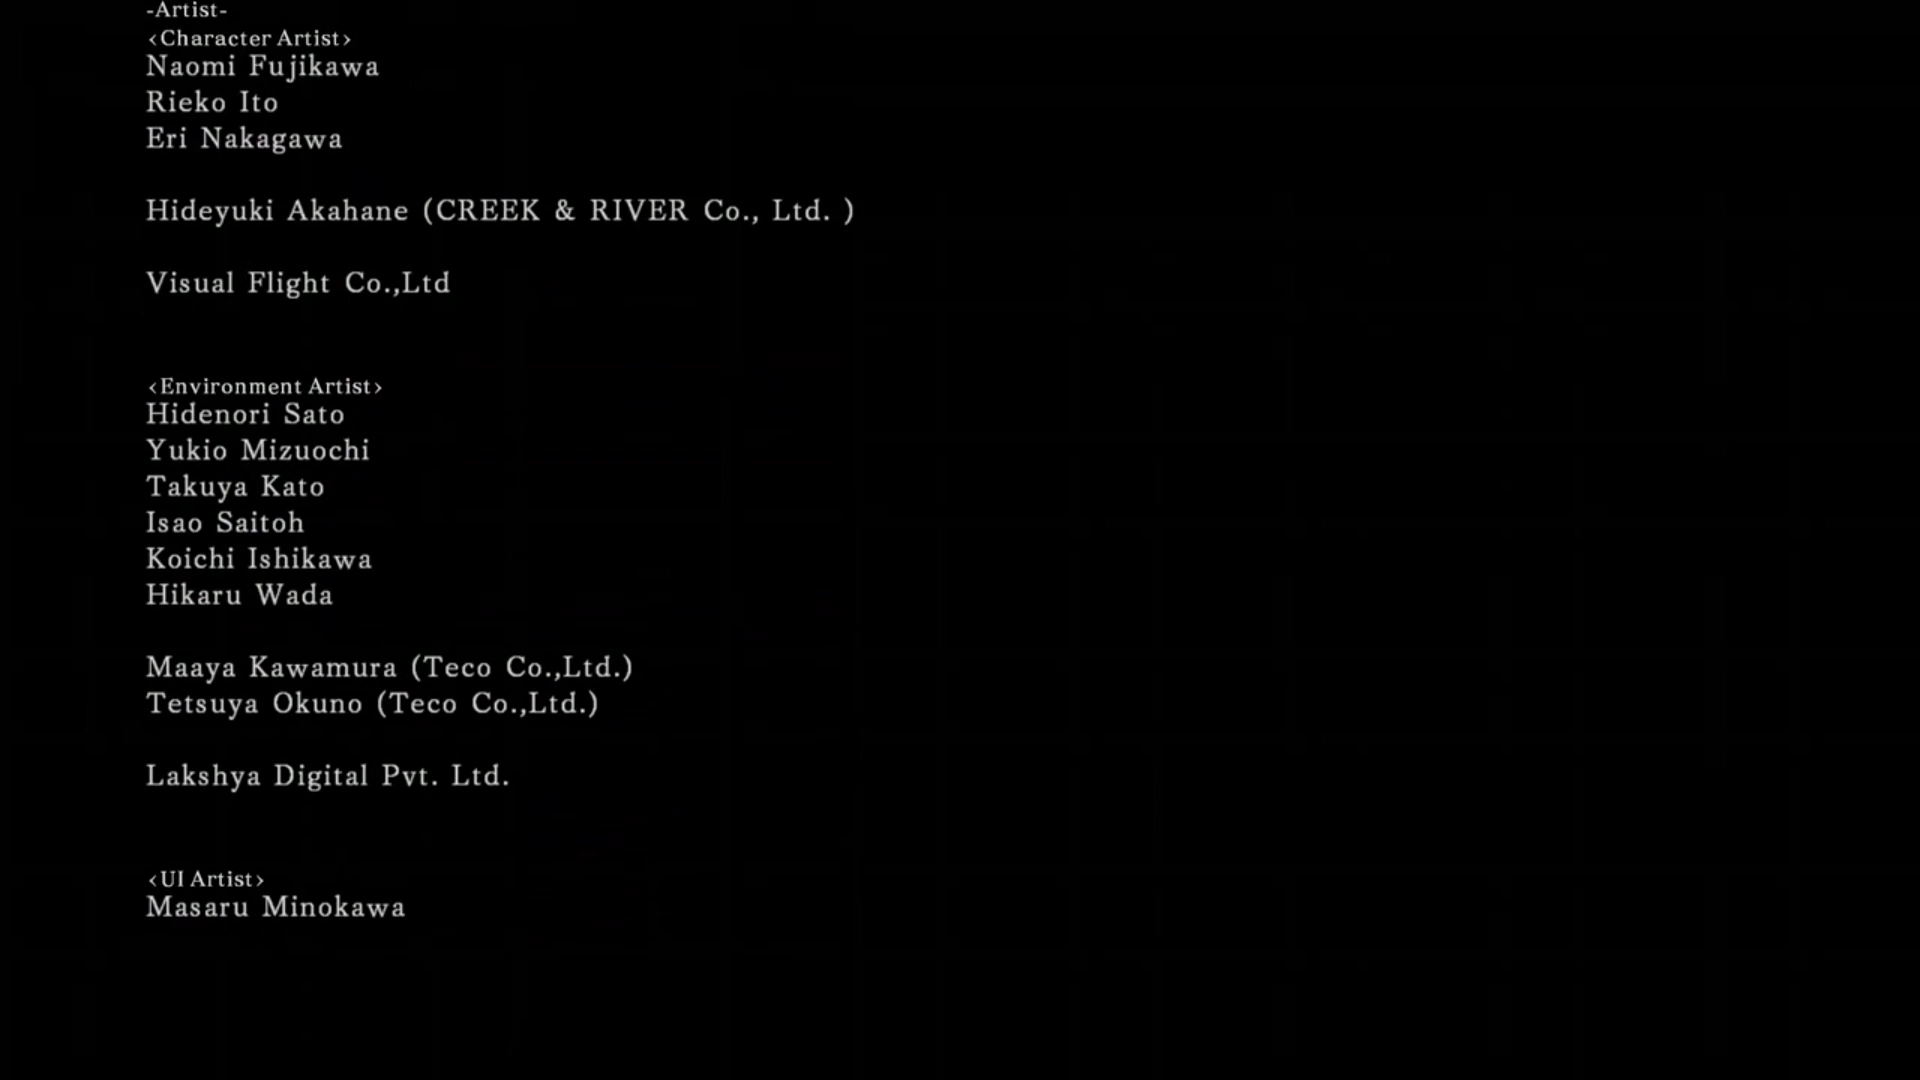 -Artist-
<Character Artist>
Naomi Fujikawa
Rieko Ito
Eri Nakagawa
Hideyuki Akahane (CREEK & RIVER Co., Ltd. )
Visual Flight Co.,Ltd
<Environment Artist>
Hidenori Sato
Yukio Mizuochi
Takuya Kato
Isao Saitoh
Koichi Ishikawa
Hikaru Wada
Maaya Kawamura (Teco Co.,Ltd.)
Tetsuya Okuno (Teco Co.,Ltd.)
Lakshya Digital Pvt. Ltd.
<UI Artist>
Masaru Minokawa